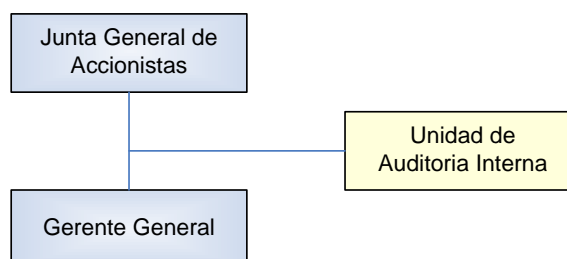 Junta General de
Accionistas
Unidad de
Auditoria Interna
Gerente General